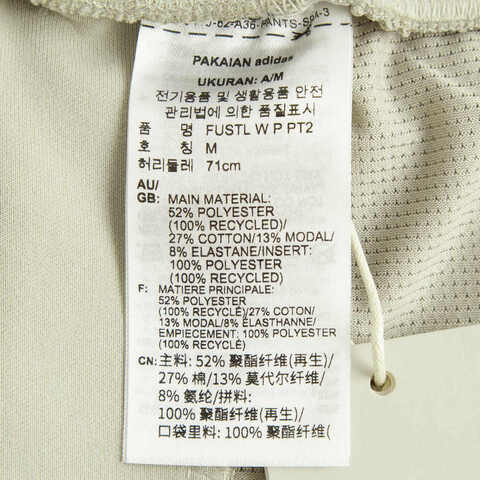 PAKAIAN adidas
UKURAN: A/M
전기용품 및 생활용품 안전
관리법에 의한 품질표시
품 명 FUSTL W P PT2
호 칭 M
허리둘레 71cm
AU/
GB: MAIN MATERIAL:
52% POLYESTER
(100% RECYCLED)/
27% COTTON/13% MODAL/
8% ELASTANE/INSERT:
100% POLYESTER
(100% RECYCLED)
F: MATIERE PRINCIPALE:
52% POLYESTER
(100% RECYCLÉ)/27% COTON/
13% MODAL/8% ÉLASTHANNE/
EMPIECEMENT: 100% POLYESTER
(100% RECYCLÉ)
CN: 主料: 52% 聚酯纤维(再生)/
27% 棉/13% 莫代尔纤维/
8% 氨纶/拼料:
100% 聚酯纤维(再生)/
口袋里料: 100% 聚酯纤维(